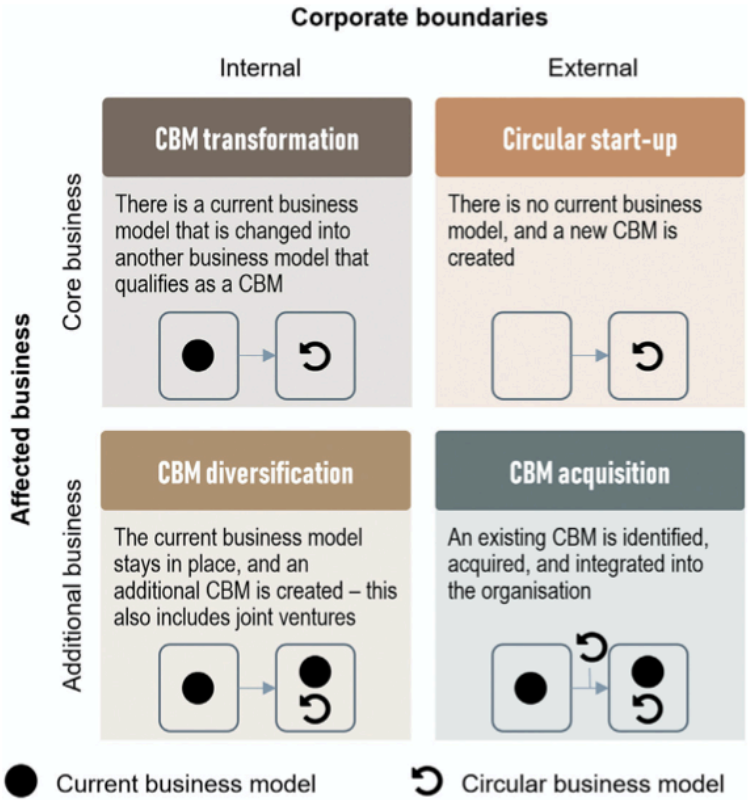 Corporate boundaries
Internal
External
Affected business
Core business
CBM transformation
There is a current business
model that is changed into
another business model that
qualifies as a CBM
Circular start-up
There is no current business
model, and a new CBM is
created
Additional business
CBM diversification
The current business model
stays in place, and an
additional CBM is created – this
also includes joint ventures
CBM acquisition
An existing CBM is identified,
acquired, and integrated into
the organisation
Current business model
Circular business model